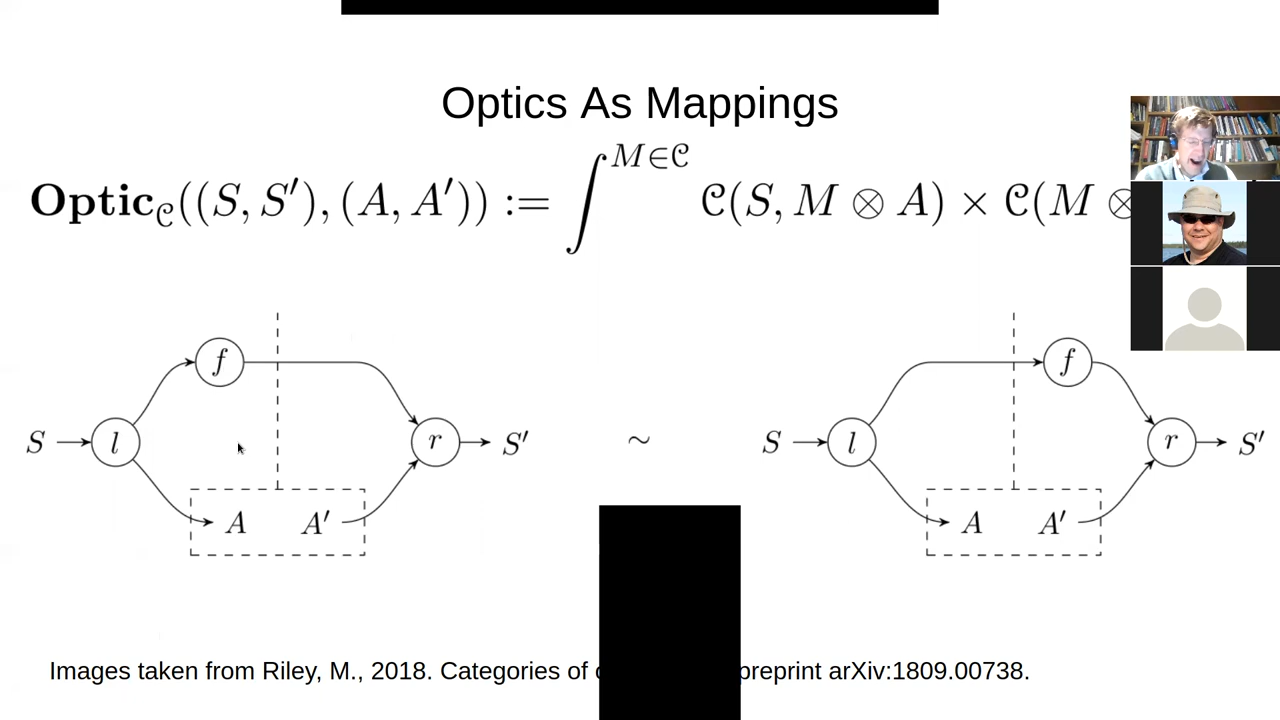 Optics As Mappings
Optic_𝒞((S, S′), (A, A′)) := ∫^{M∈𝒞} 𝒞(S, M ⊗ A) × 𝒞(M ⊗
f f
S l r S′ ∼ S l r S′
A A′ A A′
Images taken from Riley, M., 2018. Categories of preprint arXiv:1809.00738.